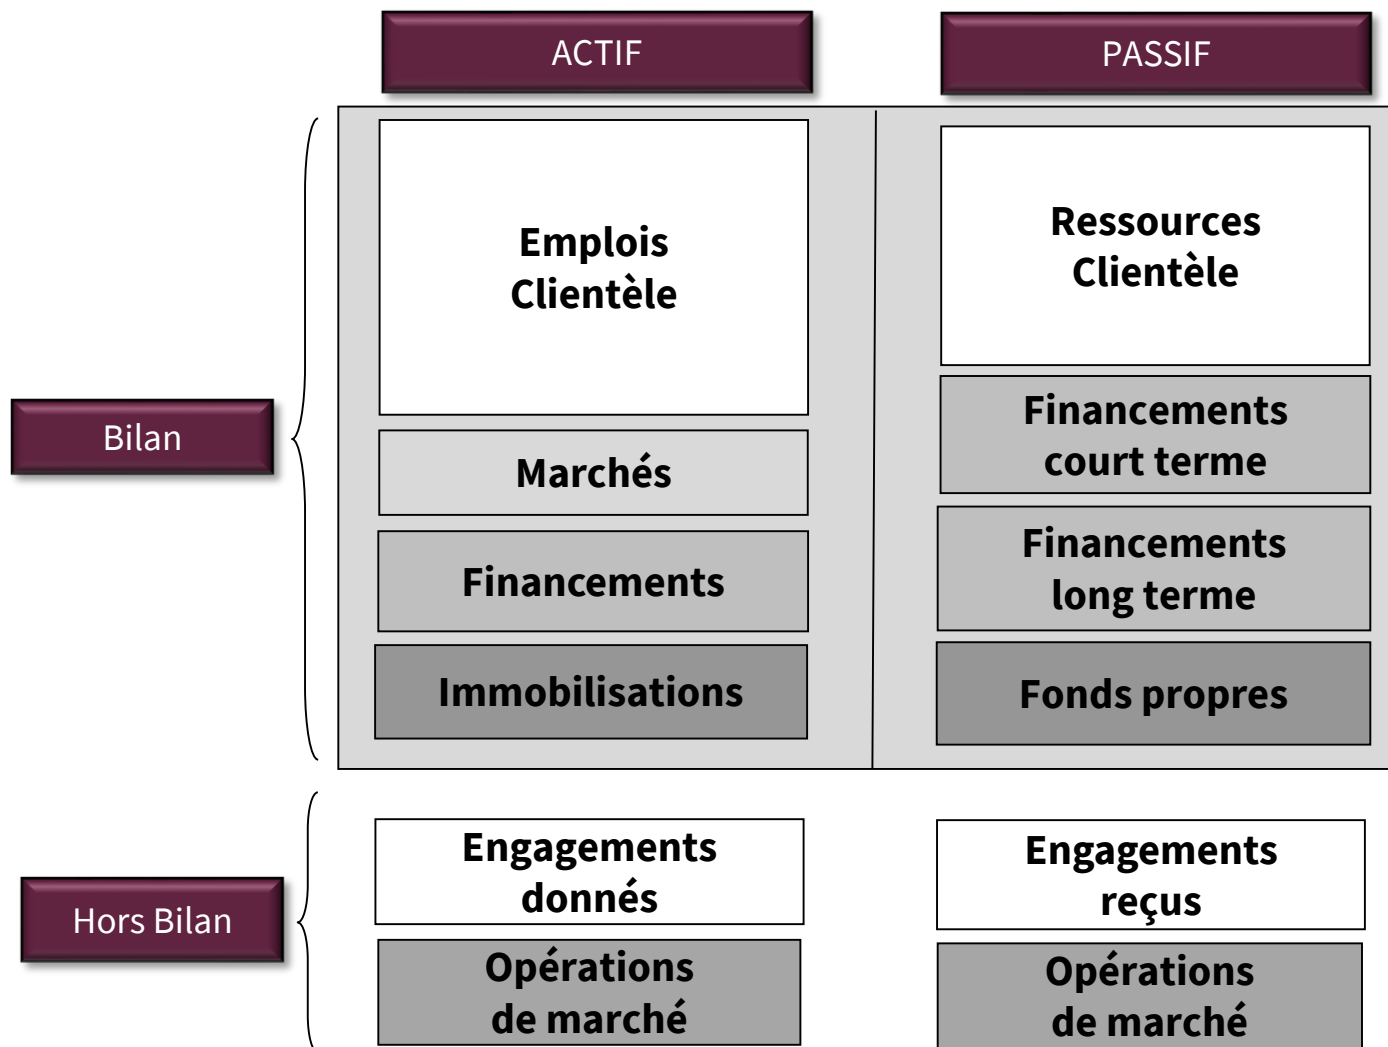 ACTIF
PASSIF
Bilan
Emplois
Clientèle
Marchés
Financements
Immobilisations
Ressources
Clientèle
Financements
court terme
Financements
long terme
Fonds propres
Hors Bilan
Engagements
donnés
Opérations
de marché
Engagements
reçus
Opérations
de marché